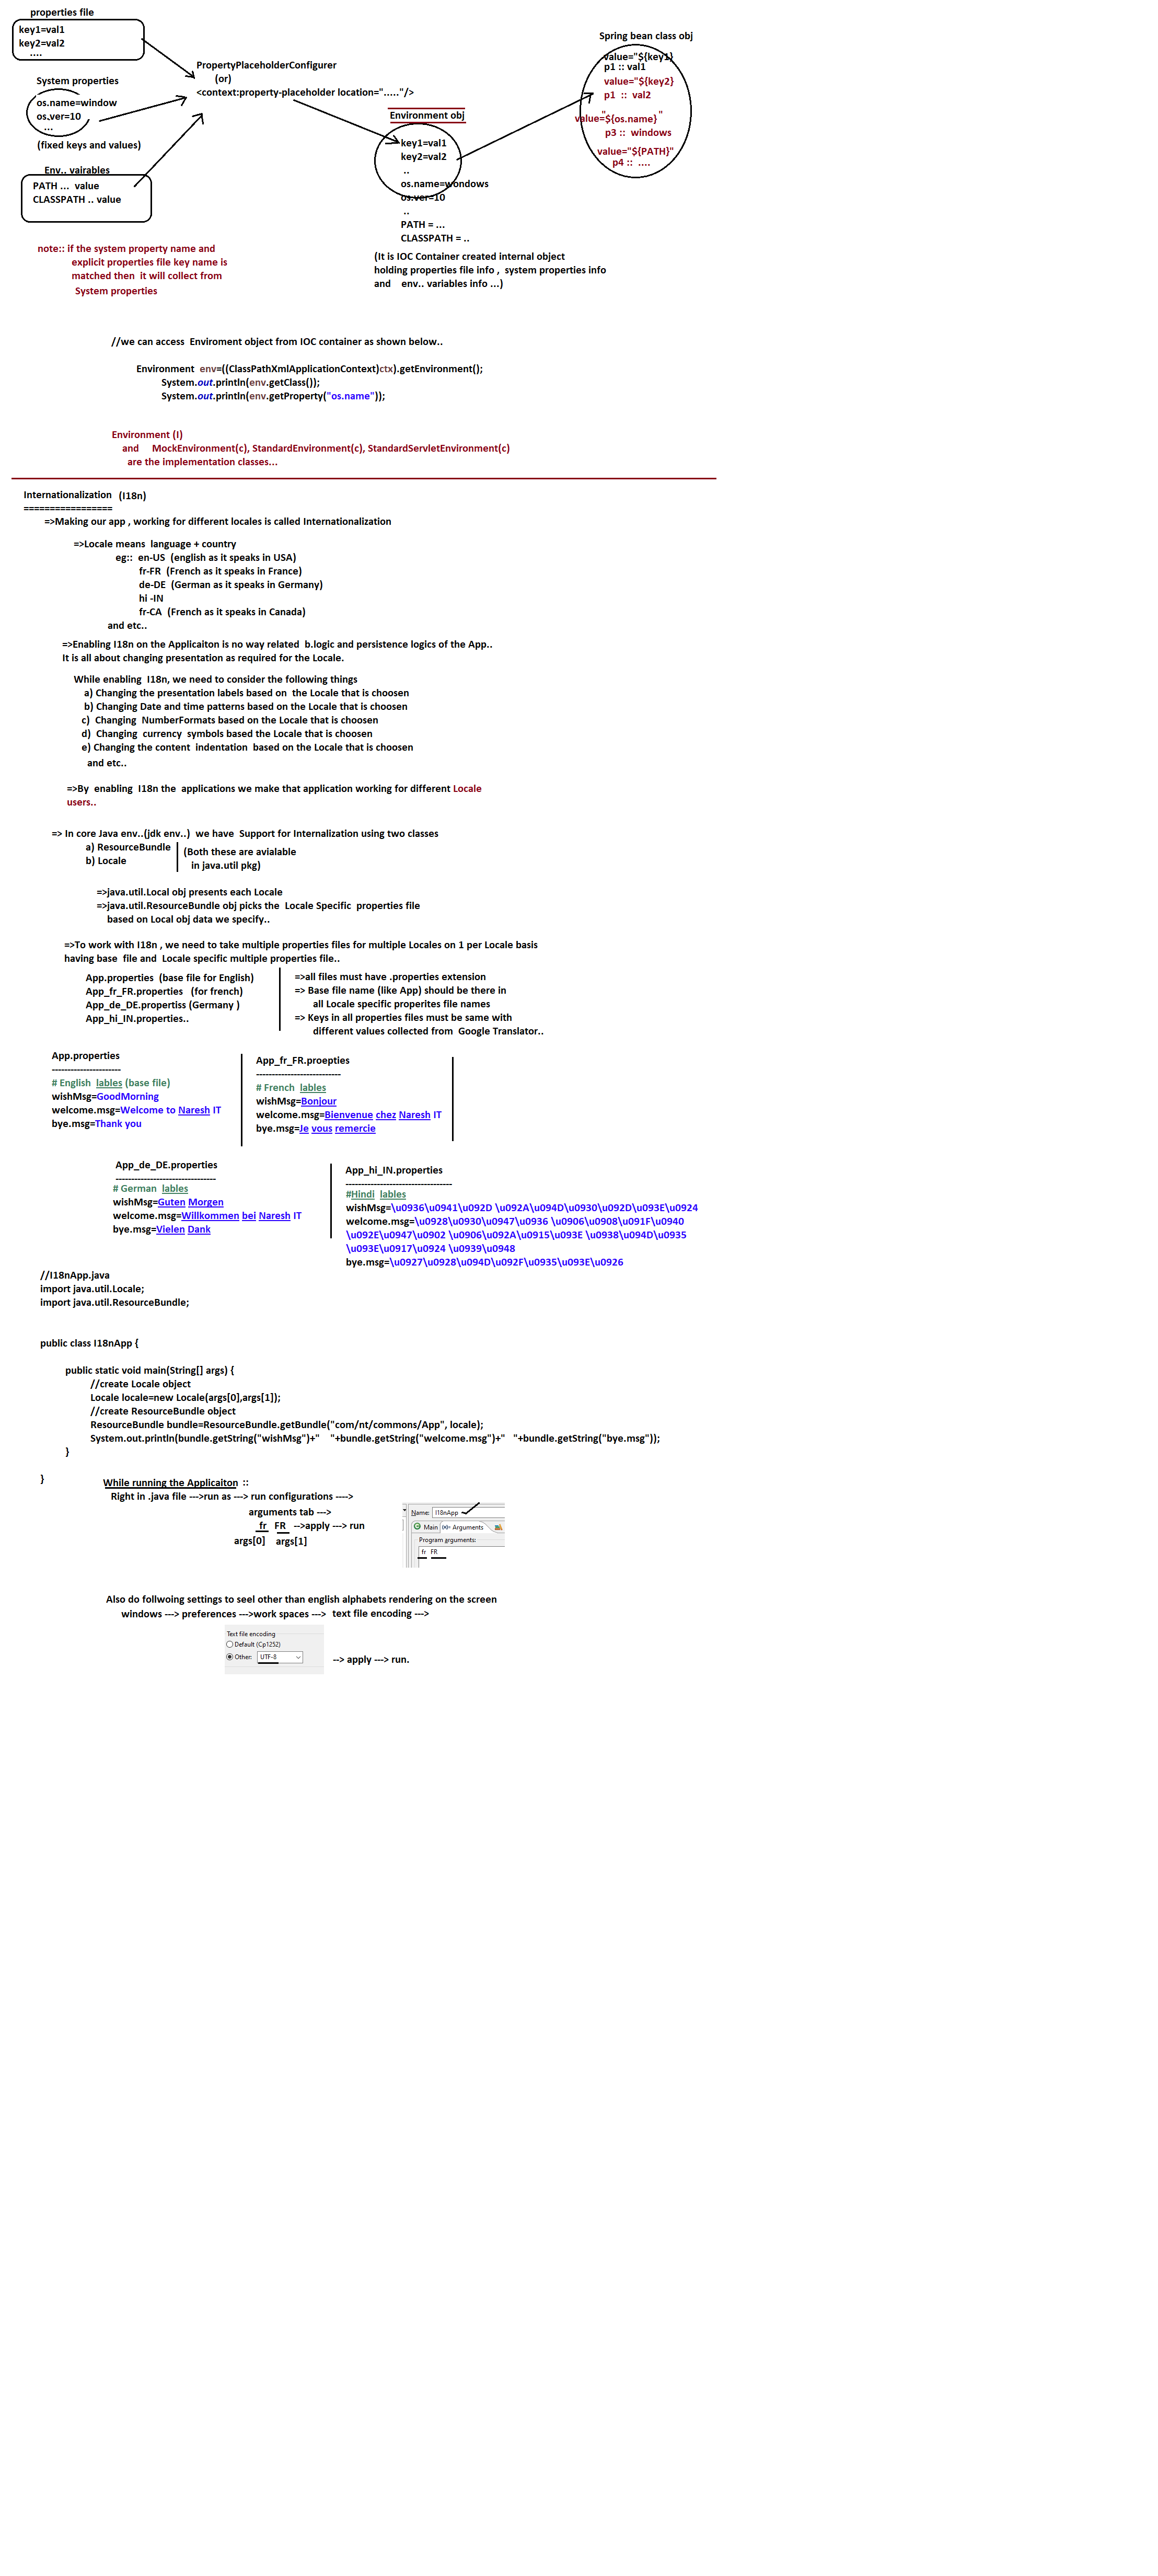 properties file
key1=val1
key2=val2
....
System properties
os.name=window
os.ver=10
...
(fixed keys and values)
Env.. vairables
PATH ... value
CLASSPATH .. value
PropertyPlaceholderConfigurer
(or)
<context:property-placeholder location="....."/>
Environment obj
key1=val1
key2=val2
..
os.name=wondows
os.ver=10
..
PATH = ...
CLASSPATH = ..
(It is IOC Container created internal object
holding properties file info , system properties info
and env.. variables info ...)
Spring bean class obj
value="${key1}
p1 :: val1
value="${key2}
p1 :: val2
value="${os.name} "
p3 :: windows
value="${PATH}"
p4 :: ....
note:: if the system property name and
explicit properties file key name is
matched then it will collect from
System properties
//we can access Enviroment object from IOC container as shown below..
Environment env=((ClassPathXmlApplicationContext)ctx).getEnvironment();
System.out.println(env.getClass());
System.out.println(env.getProperty("os.name"));
Environment (I)
and MockEnvironment(c), StandardEnvironment(c), StandardServletEnvironment(c)
are the implementation classes...
Internationalization (I18n)
=================
=>Making our app , working for different locales is called Internationalization
=>Locale means language + country
eg:: en-US (english as it speaks in USA)
fr-FR (French as it speaks in France)
de-DE (German as it speaks in Germany)
hi -IN
fr-CA (French as it speaks in Canada)
and etc..
=>Enabling I18n on the Applicaiton is no way related b.logic and persistence logics of the App..
It is all about changing presentation as required for the Locale.
While enabling I18n, we need to consider the following things
a) Changing the presentation labels based on the Locale that is choosen
b) Changing Date and time patterns based on the Locale that is choosen
c) Changing NumberFormats based on the Locale that is choosen
d) Changing currency symbols based on the Locale that is choosen
e) Changing the content indentation based on the Locale that is choosen
and etc..
=>By enabling I18n the applications we make that application working for different Locale
users..
=> In core Java env..(jdk env..) we have Support for Internalization using two classes
a) ResourceBundle
b) Locale
(Both these are avialable
in java.util pkg)
=>java.util.Local obj presents each Locale
=>java.util.ResourceBundle obj picks the Locale Specific properties file
based on Local obj data we specify..
=>To work with I18n , we need to take multiple properties files for multiple Locales on 1 per Locale basis
having base file and Locale specific multiple properties file..
App.properties (base file for English)
App_fr_FR.properties (for french)
App_de_DE.propertiss (Germany )
App_hi_IN.properties..
=>all files must have .properties extension
=> Base file name (like App) should be there in
all Locale specific properites file names
=> Keys in all properties files must be same with
different values collected from Google Translator..
App.properties
----------------------
# English lables (base file)
wishMsg=GoodMorning
welcome.msg=Welcome to Naresh IT
bye.msg=Thank you
App_fr_FR.proepties
---------------------------
# French lables
wishMsg=Bonjour
welcome.msg=Bienvenue chez Naresh IT
bye.msg=Je vous remercie
App_de_DE.properties
--------------------------------
# German lables
wishMsg=Guten Morgen
welcome.msg=Willkommen bei Naresh IT
bye.msg=Vielen Dank
App_hi_IN.properties
----------------------------------
#Hindi lables
wishMsg=\u0936\u0941\u092D \u092A\u094D\u0930\u092D\u093E\u0924
welcome.msg=\u0928\u0930\u0947\u0936 \u0906\u0908\u091F\u0940
\u092E\u0947\u0902 \u0906\u092A\u0915\u093E \u0938\u094D\u0935
\u093E\u0917\u0924 \u0939\u0948
bye.msg=\u0927\u0928\u094D\u092F\u0935\u093E\u0926
//I18nApp.java
import java.util.Locale;
import java.util.ResourceBundle;
public class I18nApp {
public static void main(String[] args) {
//create Locale object
Locale locale=new Locale(args[0],args[1]);
//create ResourceBundle object
ResourceBundle bundle=ResourceBundle.getBundle("com/nt/commons/App", locale);
System.out.println(bundle.getString("wishMsg")+" "+bundle.getString("welcome.msg")+" "+bundle.getString("bye.msg"));
}
}
While running the Applicaiton ::
Right in .java file --->run as ---> run configurations ---->
arguments tab --->
fr FR -->apply ---> run
args[0] args[1]
Name: I18nApp
Main (x)= Arguments
Program arguments:
fr FR
Also do follwoing settings to seel other than english alphabets rendering on the screen
windows ---> preferences --->work spaces ---> text file encoding --->
Text file encoding
Default (Cp1252)
Other: UTF-8
--> apply ---> run.